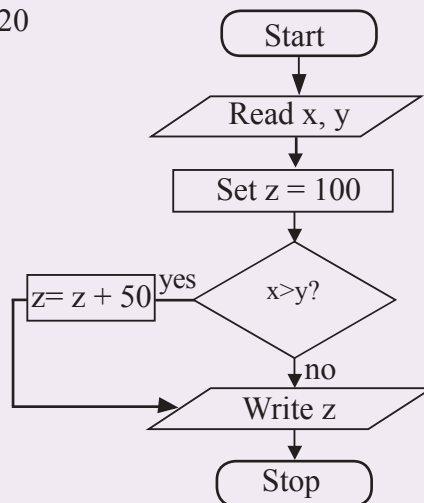 20
Start
Read x, y
Set z = 100
x>y?
yes
z= z + 50
no
Write z
Stop